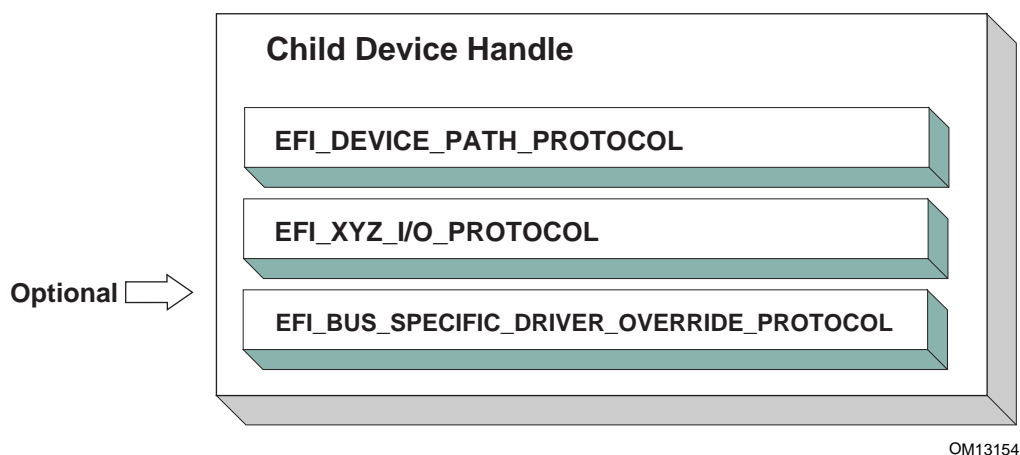 Child Device Handle
EFI_DEVICE_PATH_PROTOCOL
EFI_XYZ_I/O_PROTOCOL
Optional
EFI_BUS_SPECIFIC_DRIVER_OVERRIDE_PROTOCOL
OM13154